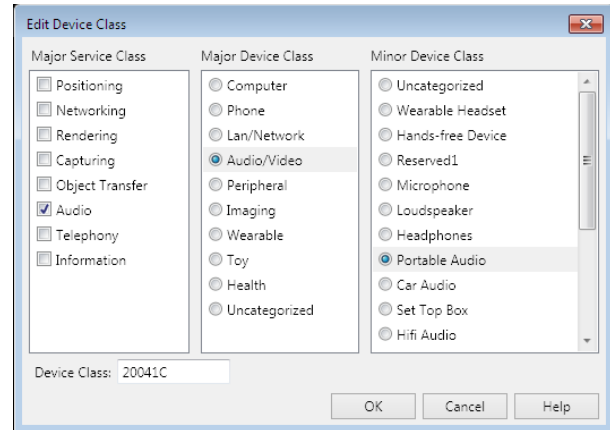 Edit Device Class
Major Service Class
Positioning
Networking
Rendering
Capturing
Object Transfer
Audio
Telephony
Information
Major Device Class
Computer
Phone
Lan/Network
Audio/Video
Peripheral
Imaging
Wearable
Toy
Health
Uncategorized
Minor Device Class
Uncategorized
Wearable Headset
Hands-free Device
Reserved1
Microphone
Loudspeaker
Headphones
Portable Audio
Car Audio
Set Top Box
Hifi Audio
Device Class: 20041C
OK Cancel Help